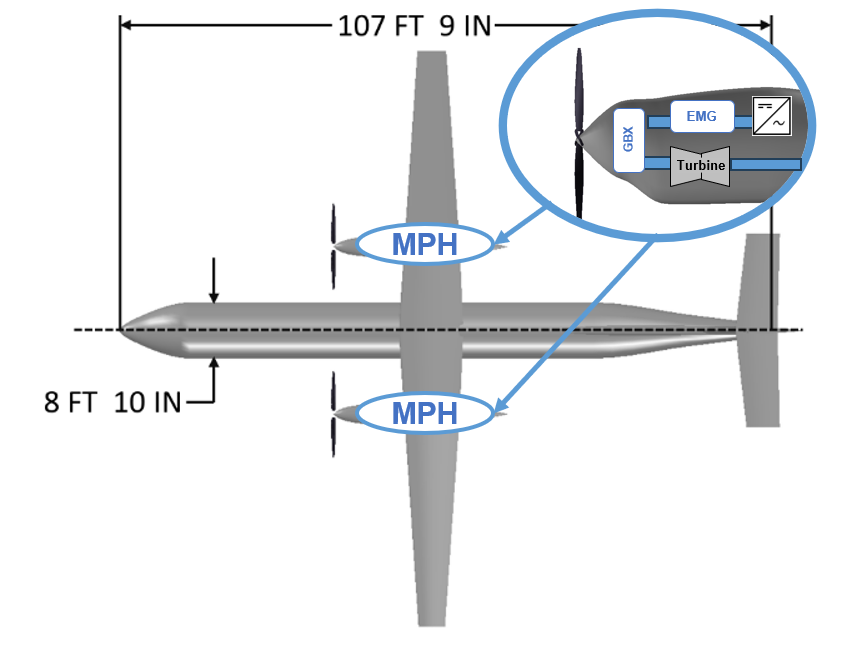 107 FT 9 IN
GBX
EMG
Turbine
MPH
8 FT 10 IN
MPH